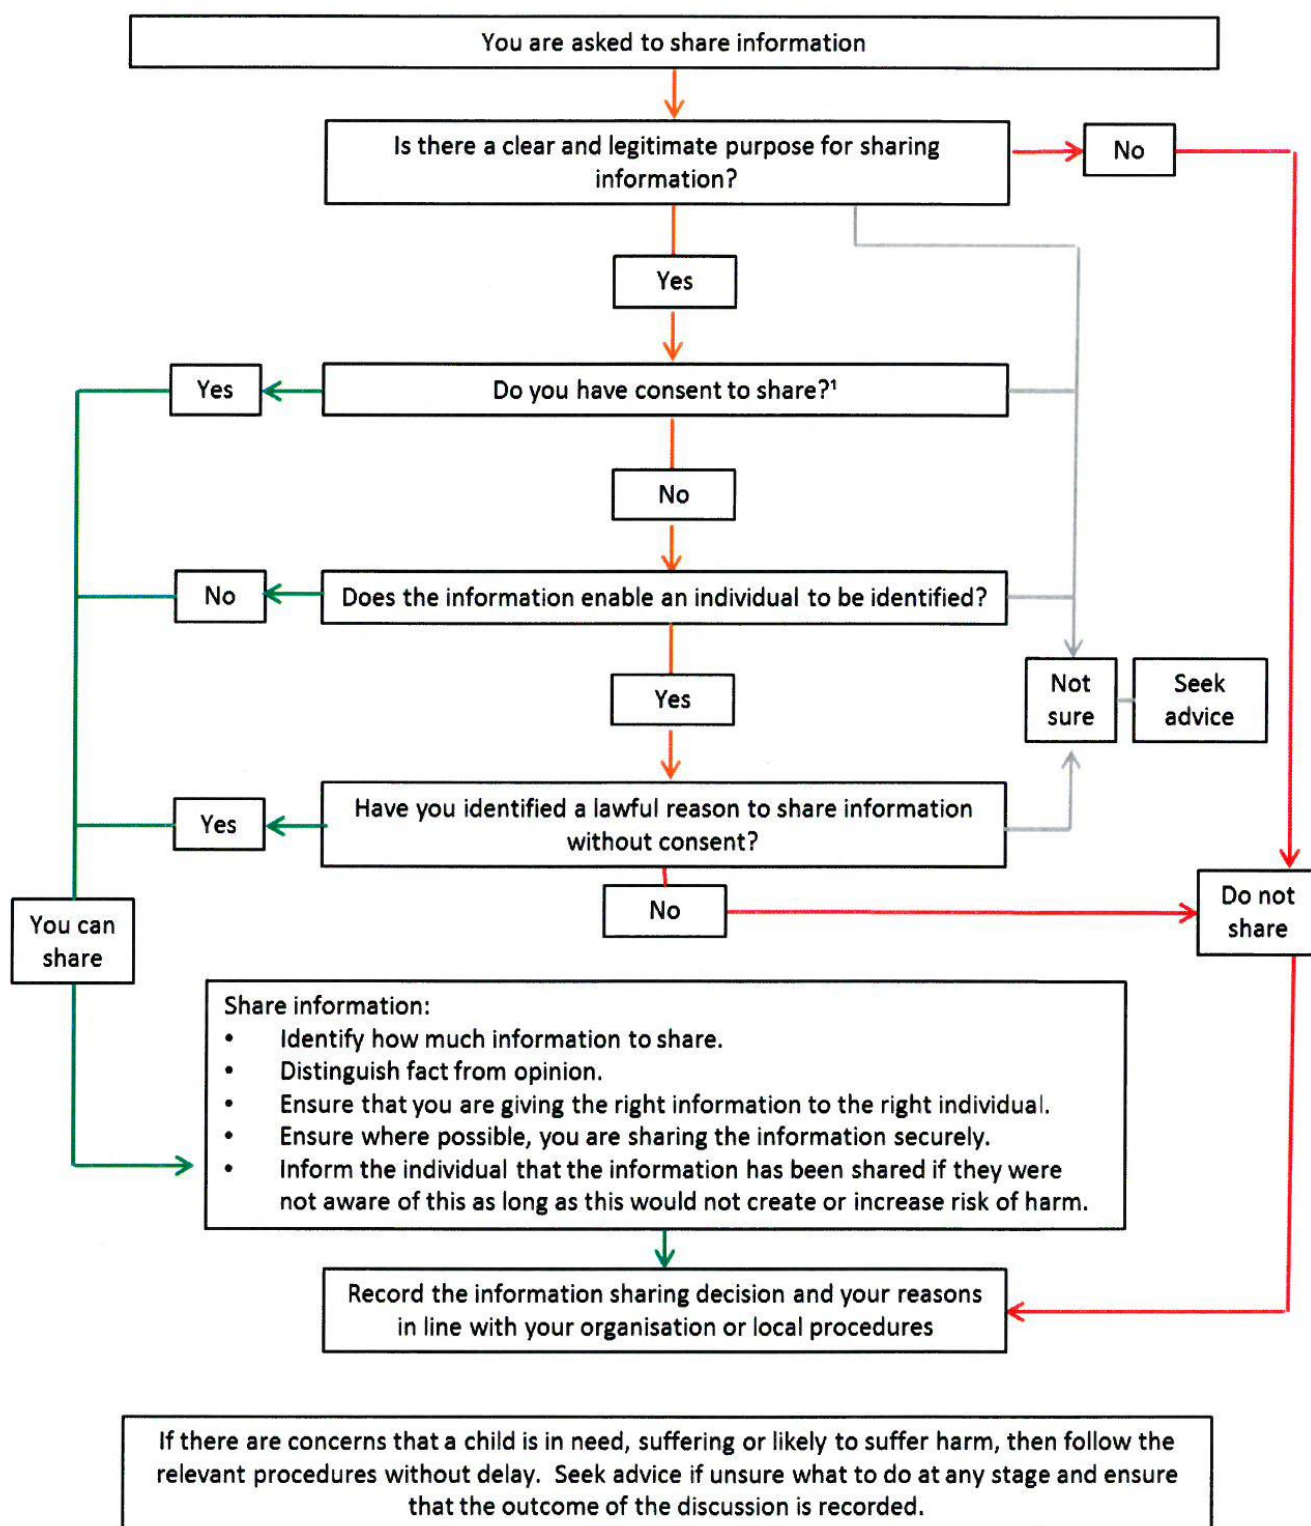 You are asked to share information
Is there a clear and legitimate purpose for sharing
information?
No
Yes
Yes
Do you have consent to share?¹
No
No
Does the information enable an individual to be identified?
Yes
Not
sure
Seek
advice
Yes
Have you identified a lawful reason to share information
without consent?
No
Do not
share
You can
share
Share information:
• Identify how much information to share.
• Distinguish fact from opinion.
• Ensure that you are giving the right information to the right individual.
• Ensure where possible, you are sharing the information securely.
• Inform the individual that the information has been shared if they were
not aware of this as long as this would not create or increase risk of harm.
Record the information sharing decision and your reasons
in line with your organisation or local procedures
If there are concerns that a child is in need, suffering or likely to suffer harm, then follow the
relevant procedures without delay.  Seek advice if unsure what to do at any stage and ensure
that the outcome of the discussion is recorded.